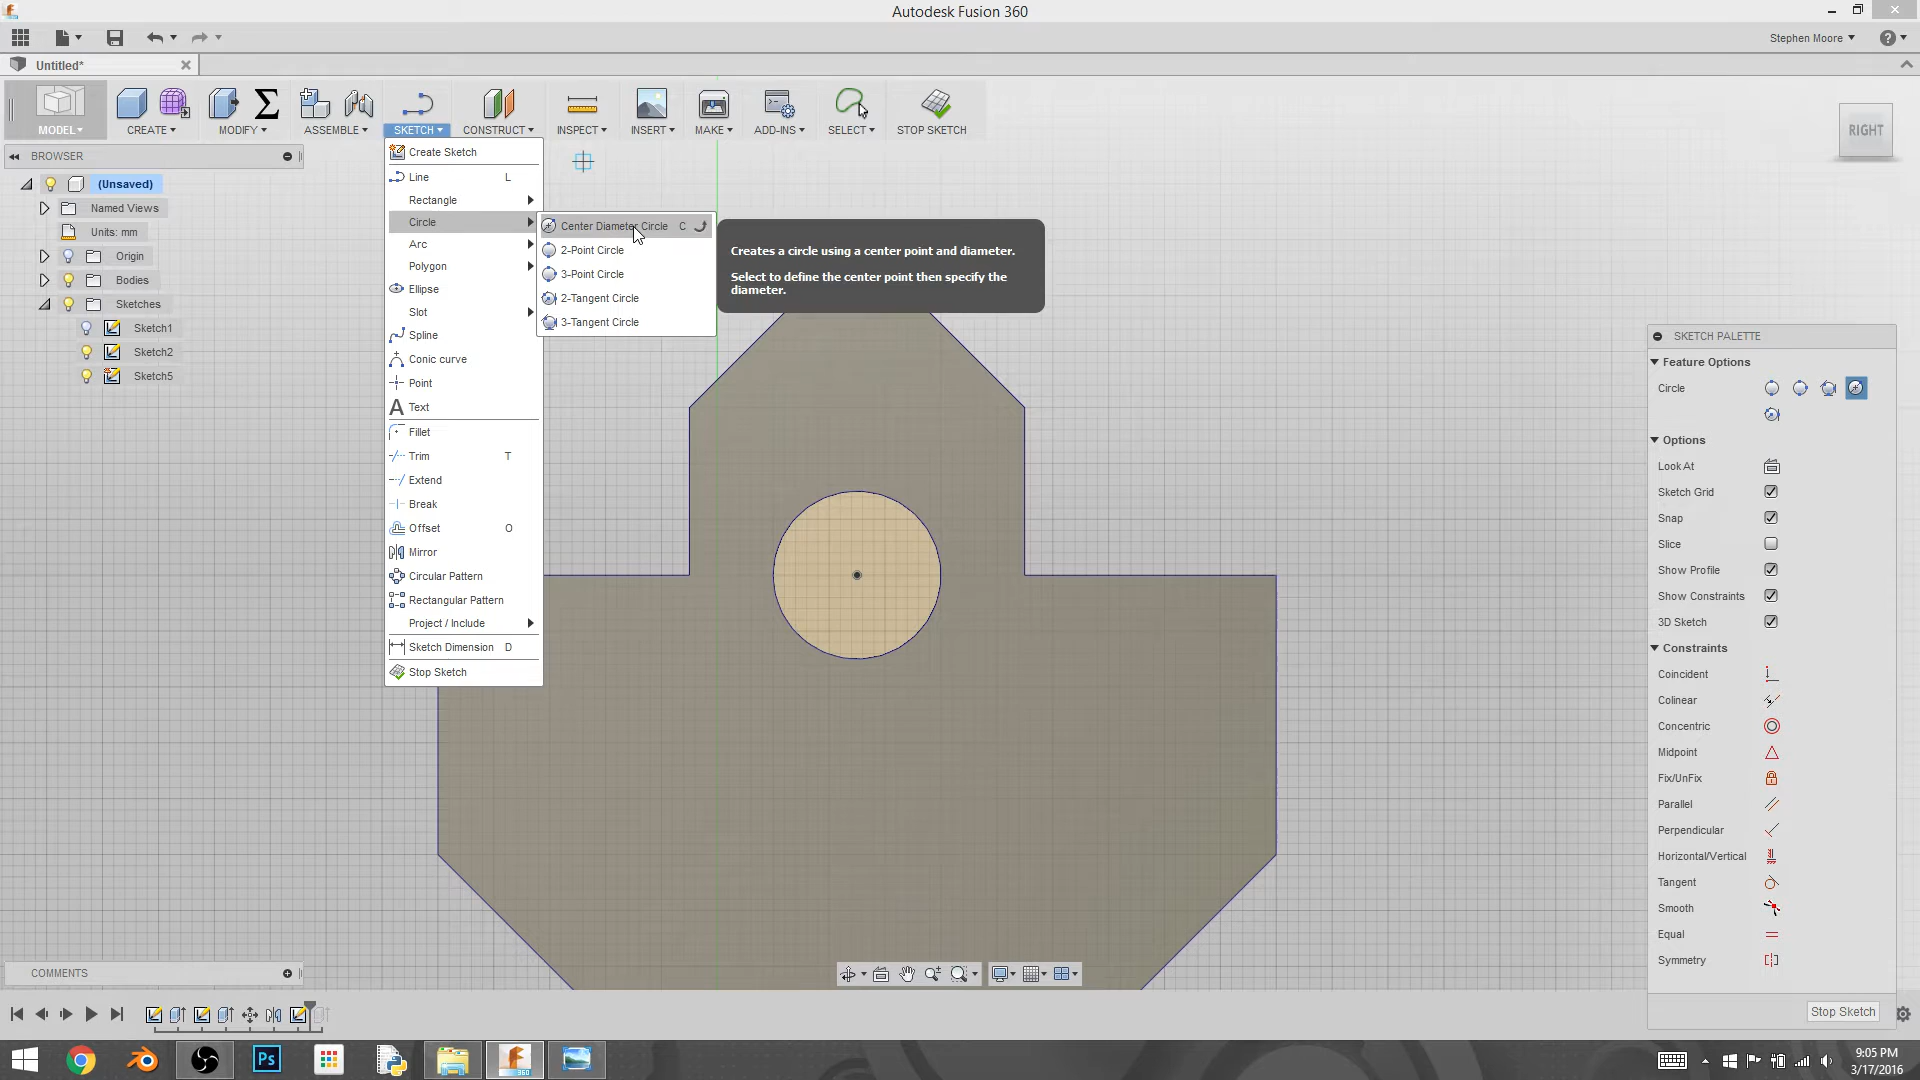 Autodesk Fusion 360
Stephen Moore
Untitled*
MODEL
CREATE
MODIFY
ASSEMBLE
SKETCH
CONSTRUCT
INSPECT
INSERT
MAKE
ADD-INS
SELECT
STOP SKETCH
RIGHT
BROWSER
(Unsaved)
Named Views
Units: mm
Origin
Bodies
Sketches
Sketch1
Sketch2
Sketch5
Create Sketch
Line L
Rectangle
Circle
Arc
Polygon
Ellipse
Slot
Spline
Conic curve
Point
Text
Fillet
Trim T
Extend
Break
Offset O
Mirror
Circular Pattern
Rectangular Pattern
Project / Include
Sketch Dimension D
Stop Sketch
Center Diameter Circle C
2-Point Circle
3-Point Circle
2-Tangent Circle
3-Tangent Circle
Creates a circle using a center point and diameter.
Select to define the center point then specify the
diameter.
SKETCH PALETTE
Feature Options
Circle
Options
Look At
Sketch Grid
Snap
Slice
Show Profile
Show Constraints
3D Sketch
Constraints
Coincident
Colinear
Concentric
Midpoint
Fix/UnFix
Parallel
Perpendicular
Horizontal/Vertical
Tangent
Smooth
Equal
Symmetry
Stop Sketch
COMMENTS
Ps
360
9:05 PM
3/17/2016